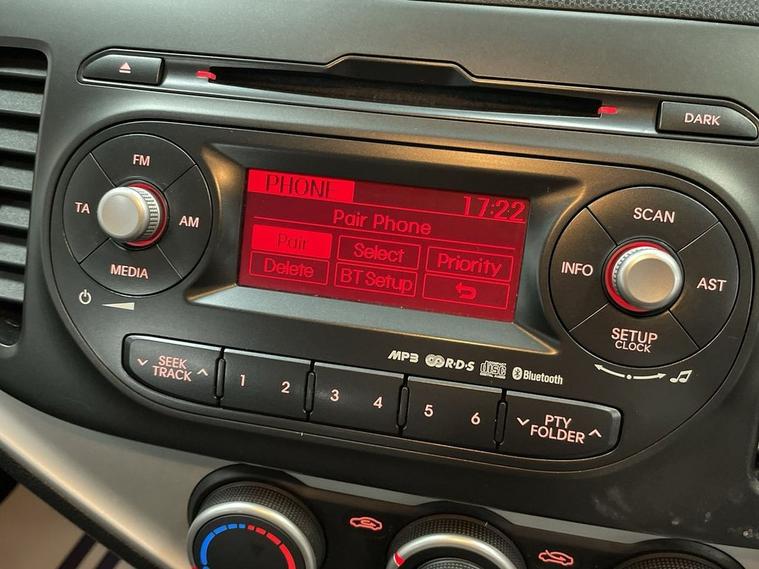 DARK
FM
TA
AM
MEDIA
PHONE
17:22
Pair Phone
Pair Select Priority
Delete BT Setup
SCAN
INFO
AST
SETUP
CLOCK
SEEK
TRACK
1 2
3 4
5 6
PTY
FOLDER
MP3 R·D·S disc Bluetooth